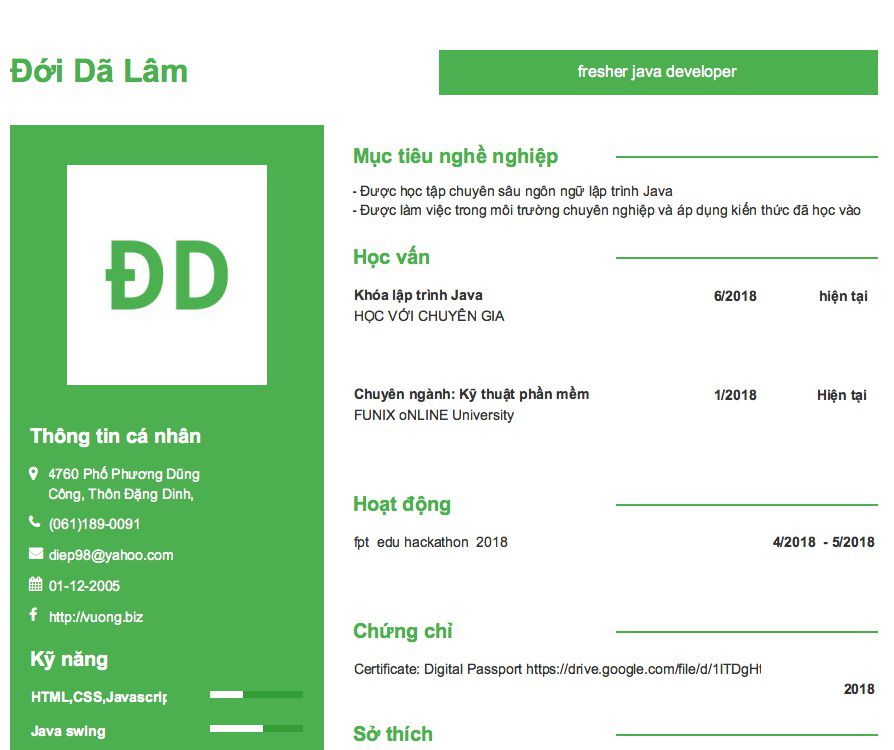 Đới Dã Lâm
fresher java developer
ĐD
Thông tin cá nhân
4760 Phố Phương Dũng
Công, Thôn Đặng Dinh,
(061)189-0091
diep98@yahoo.com
01-12-2005
http://vuong.biz
Kỹ năng
HTML,CSS,Javascrip
Java swing
Mục tiêu nghề nghiệp
- Được học tập chuyên sâu ngôn ngữ lập trình Java
- Được làm việc trong môi trường chuyên nghiệp và áp dụng kiến thức đã học vào
Học vấn
Khóa lập trình Java 6/2018 hiện tại
HỌC VỚI CHUYÊN GIA
Chuyên ngành: Kỹ thuật phần mềm 1/2018 Hiện tại
FUNIX oNLINE University
Hoạt động
fpt edu hackathon 2018 4/2018 - 5/2018
Chứng chỉ
Certificate: Digital Passport https://drive.google.com/file/d/1ITDgH
2018
Sở thích